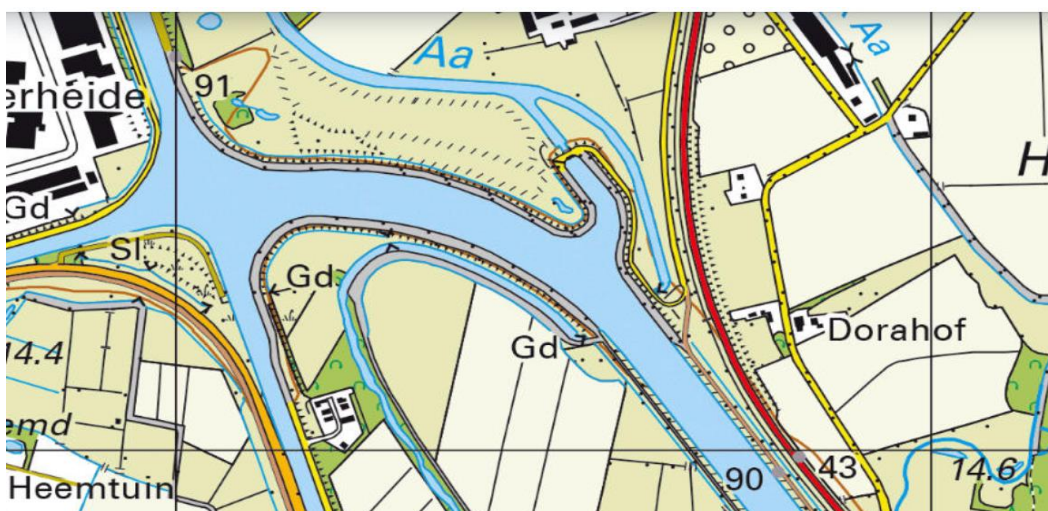 Aa
Aa
91
erheide
H
Gd
Sl
Gd
Gd
Dorahof
14.4
emd
43
14.6
90
Heemtuin